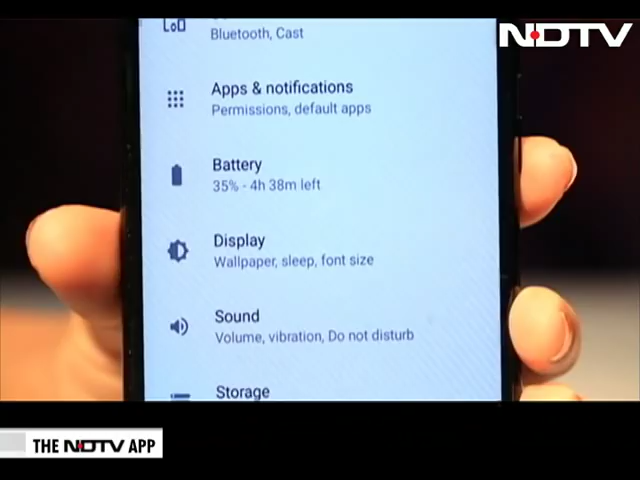 NDTV
Bluetooth, Cast
Apps & notifications
Permissions, default apps
Battery
35% - 4h 38m left
Display
Wallpaper, sleep, font size
Sound
Volume, vibration, Do not disturb
Storage
THE NDTV APP